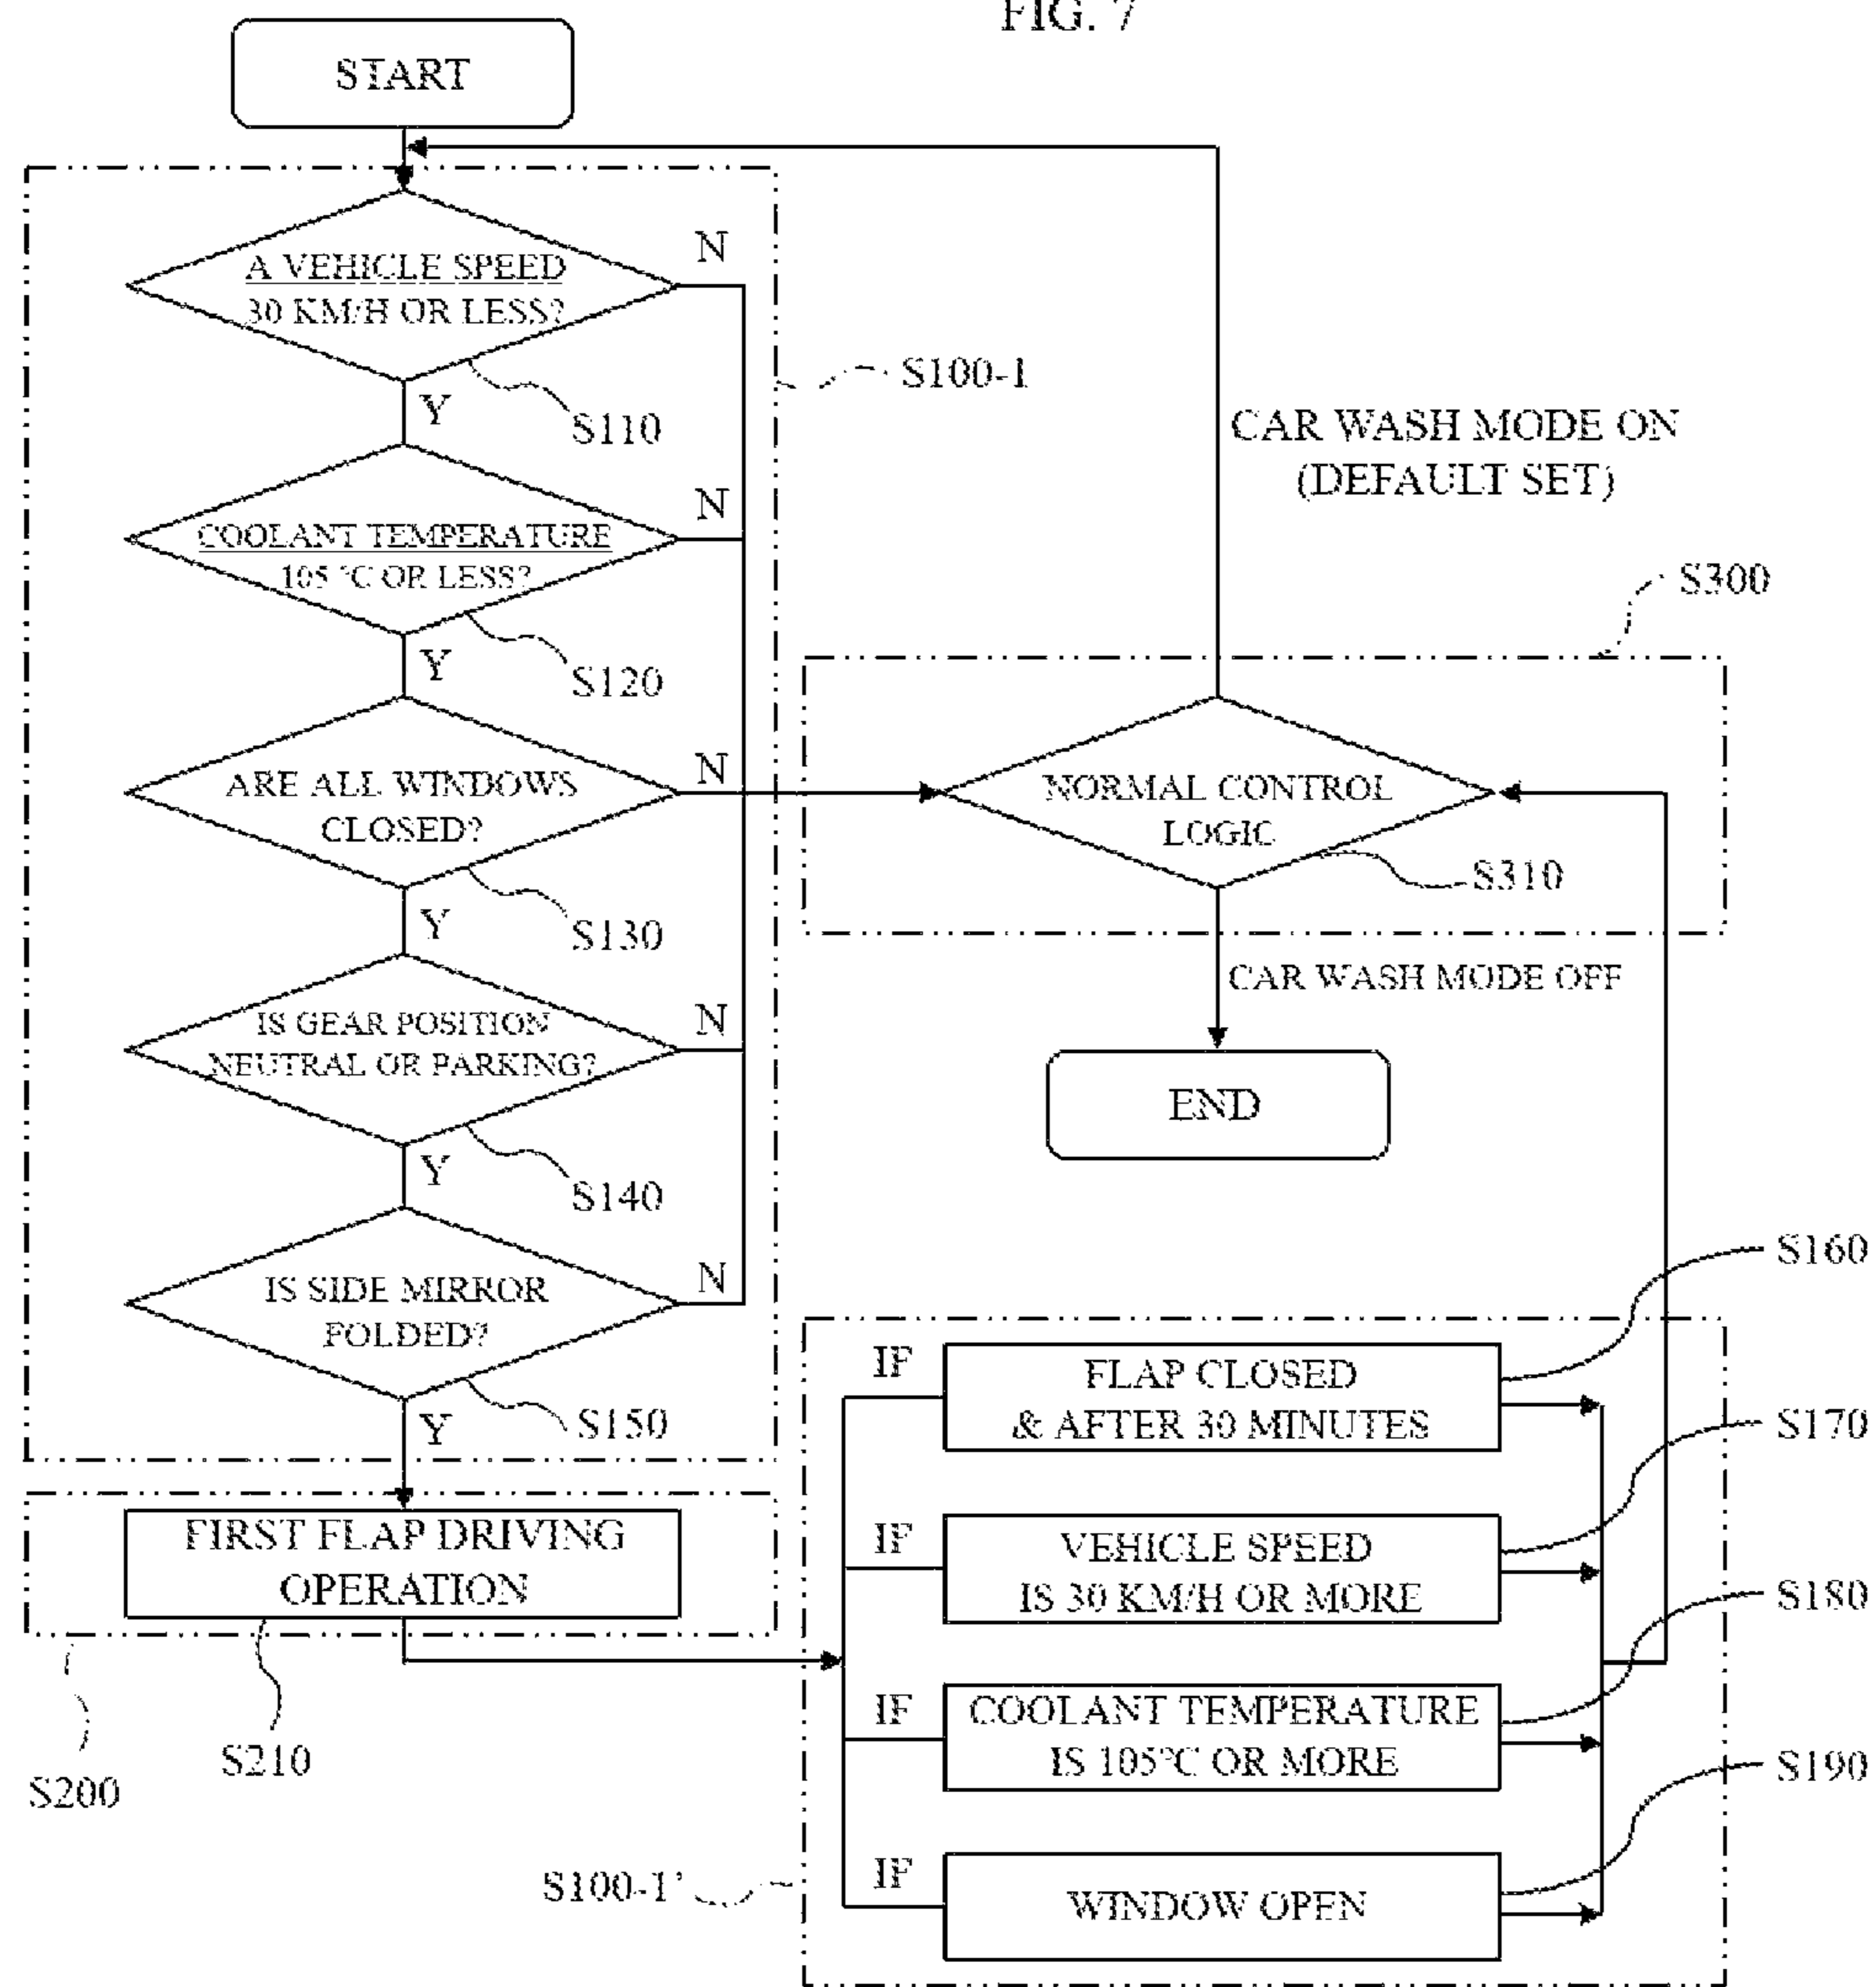 FIG. 7
START
A VEHICLE SPEED
30 KM/H OR LESS?
N
S100-1
Y
S110
CAR WASH MODE ON
(DEFAULT SET)
COOLANT TEMPERATURE
105 °C OR LESS?
N
S300
Y
S120
ARE ALL WINDOWS
CLOSED?
N
NORMAL CONTROL
LOGIC
S310
Y
S130
CAR WASH MODE OFF
IS GEAR POSITION
NEUTRAL OR PARKING?
N
END
Y
S140
IS SIDE MIRROR
FOLDED?
N
Y
S150
S160
IF
FLAP CLOSED
& AFTER 30 MINUTES
S170
FIRST FLAP DRIVING
OPERATION
IF
VEHICLE SPEED
IS 30 KM/H OR MORE
S180
S200
S210
IF
COOLANT TEMPERATURE
IS 105°C OR MORE
S190
S100-1'
IF
WINDOW OPEN